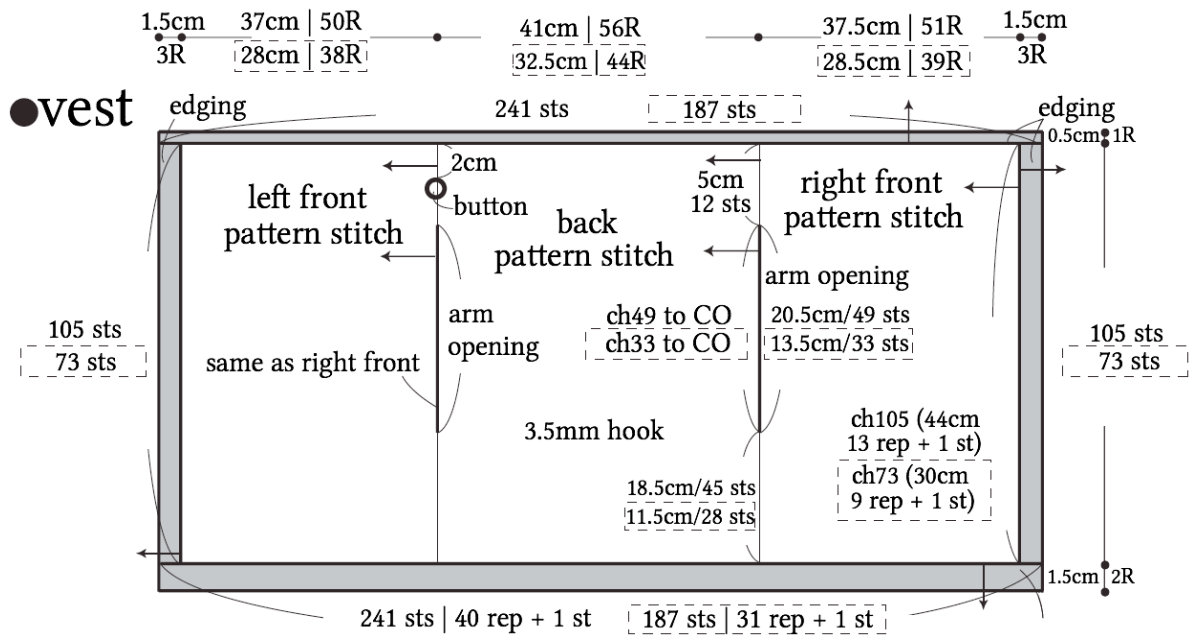 1.5cm 37cm | 50R 41cm | 56R 37.5cm | 51R 1.5cm
3R 28cm | 38R 32.5cm | 44R 28.5cm | 39R 3R
●vest
edging 241 sts 187 sts edging
0.5cm 1R
2cm
button
left front
pattern stitch
back
pattern stitch
5cm
12 sts
right front
pattern stitch
arm
opening
arm opening
ch49 to CO
ch33 to CO
20.5cm/49 sts
13.5cm/33 sts
105 sts
73 sts
105 sts
73 sts
same as right front
3.5mm hook
ch105 (44cm
13 rep + 1 st)
ch73 (30cm
9 rep + 1 st)
18.5cm/45 sts
11.5cm/28 sts
1.5cm 2R
241 sts | 40 rep + 1 st 187 sts | 31 rep + 1 st